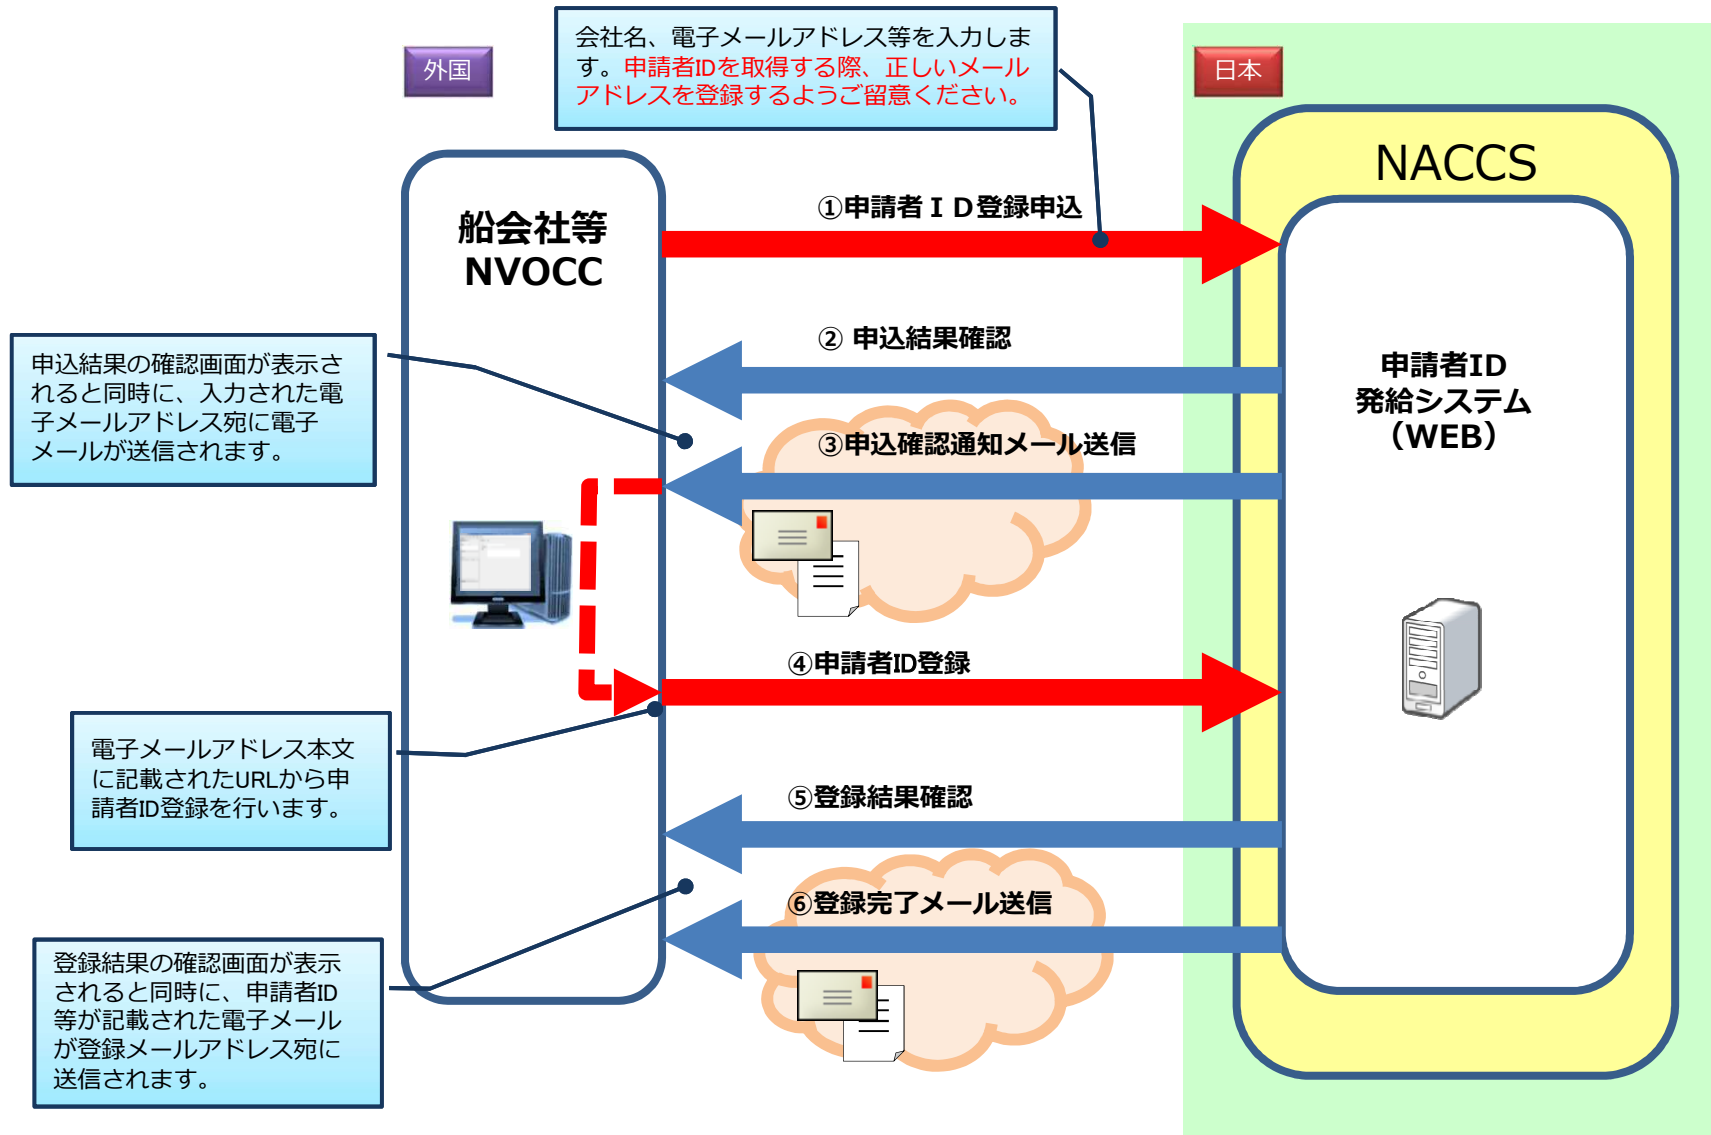 会社名、電子メールアドレス等を入力しま
す。申請者IDを取得する際、正しいメール
アドレスを登録するようご留意ください。
外国
日本
NACCS
船会社等
NVOCC
①申請者ＩＤ登録申込
② 申込結果確認
申請者ID
発給システム
（WEB）
申込結果の確認画面が表示さ
れると同時に、入力された電
子メールアドレス宛に電子
メールが送信されます。
③申込確認通知メール送信
④申請者ID登録
電子メールアドレス本文
に記載されたURLから申
請者ID登録を行います。
⑤登録結果確認
⑥登録完了メール送信
登録結果の確認画面が表示
されると同時に、申請者ID
等が記載された電子メール
が登録メールアドレス宛に
送信されます。